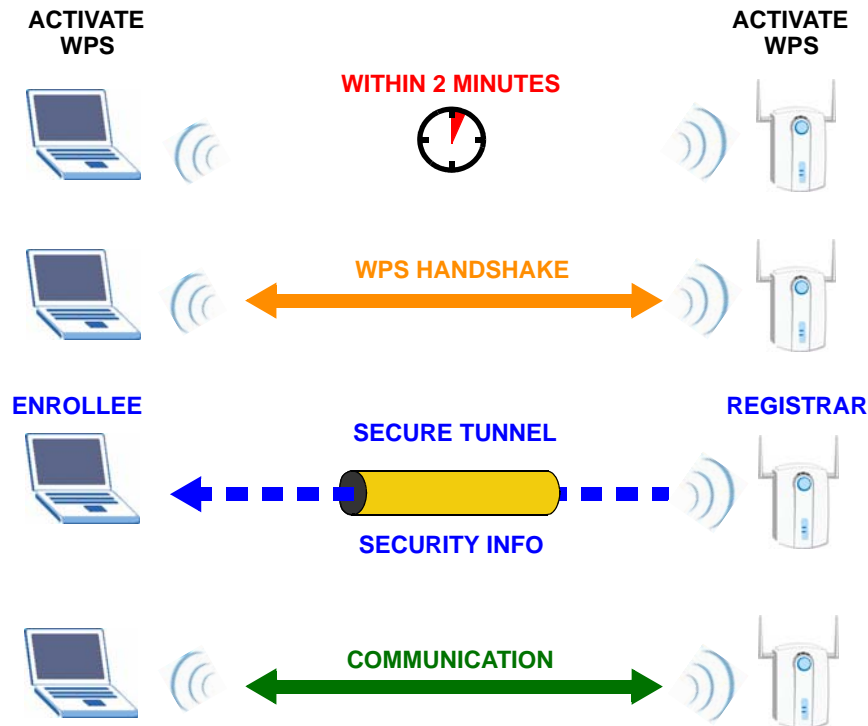 ACTIVATE
WPS
ACTIVATE
WPS
WITHIN 2 MINUTES
WPS HANDSHAKE
ENROLLEE
REGISTRAR
SECURE TUNNEL
SECURITY INFO
COMMUNICATION